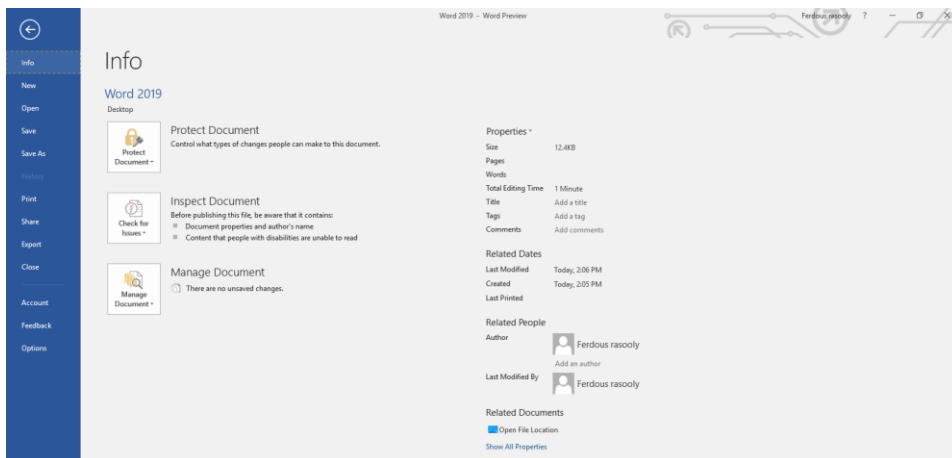 Word 2019 - Word Preview
Ferdous rasooly
?
Info
New
Open
Save
Save As
History
Print
Share
Export
Close
Account
Feedback
Options
Info
Word 2019
Desktop
Protect
Document
Protect Document
Control what types of changes people can make to this document.
Check for
Issues
Inspect Document
Before publishing this file, be aware that it contains:
Document properties and author's name
Content that people with disabilities are unable to read
Manage
Document
Manage Document
There are no unsaved changes.
Properties
Size 12.4KB
Pages
Words
Total Editing Time 1 Minute
Title Add a title
Tags Add a tag
Comments Add comments
Related Dates
Last Modified Today, 2:06 PM
Created Today, 2:05 PM
Last Printed
Related People
Author Ferdous rasooly
Add an author
Last Modified By Ferdous rasooly
Related Documents
Open File Location
Show All Properties